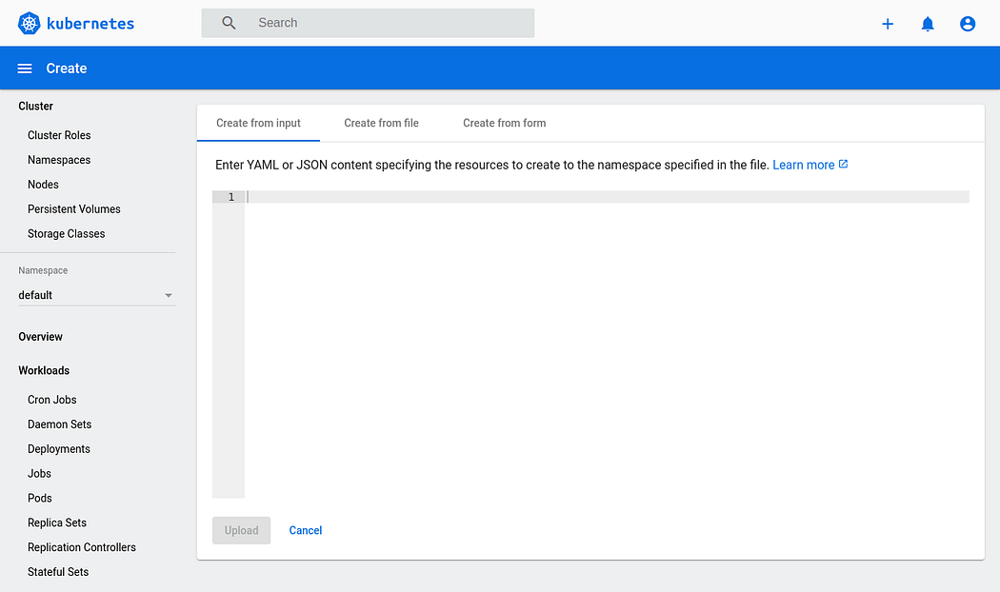 kubernetes
Search
Create
Cluster
Cluster Roles
Namespaces
Nodes
Persistent Volumes
Storage Classes
Namespace
default
Overview
Workloads
Cron Jobs
Daemon Sets
Deployments
Jobs
Pods
Replica Sets
Replication Controllers
Stateful Sets
Create from input
Create from file
Create from form
Enter YAML or JSON content specifying the resources to create to the namespace specified in the file. Learn more
1
Upload
Cancel